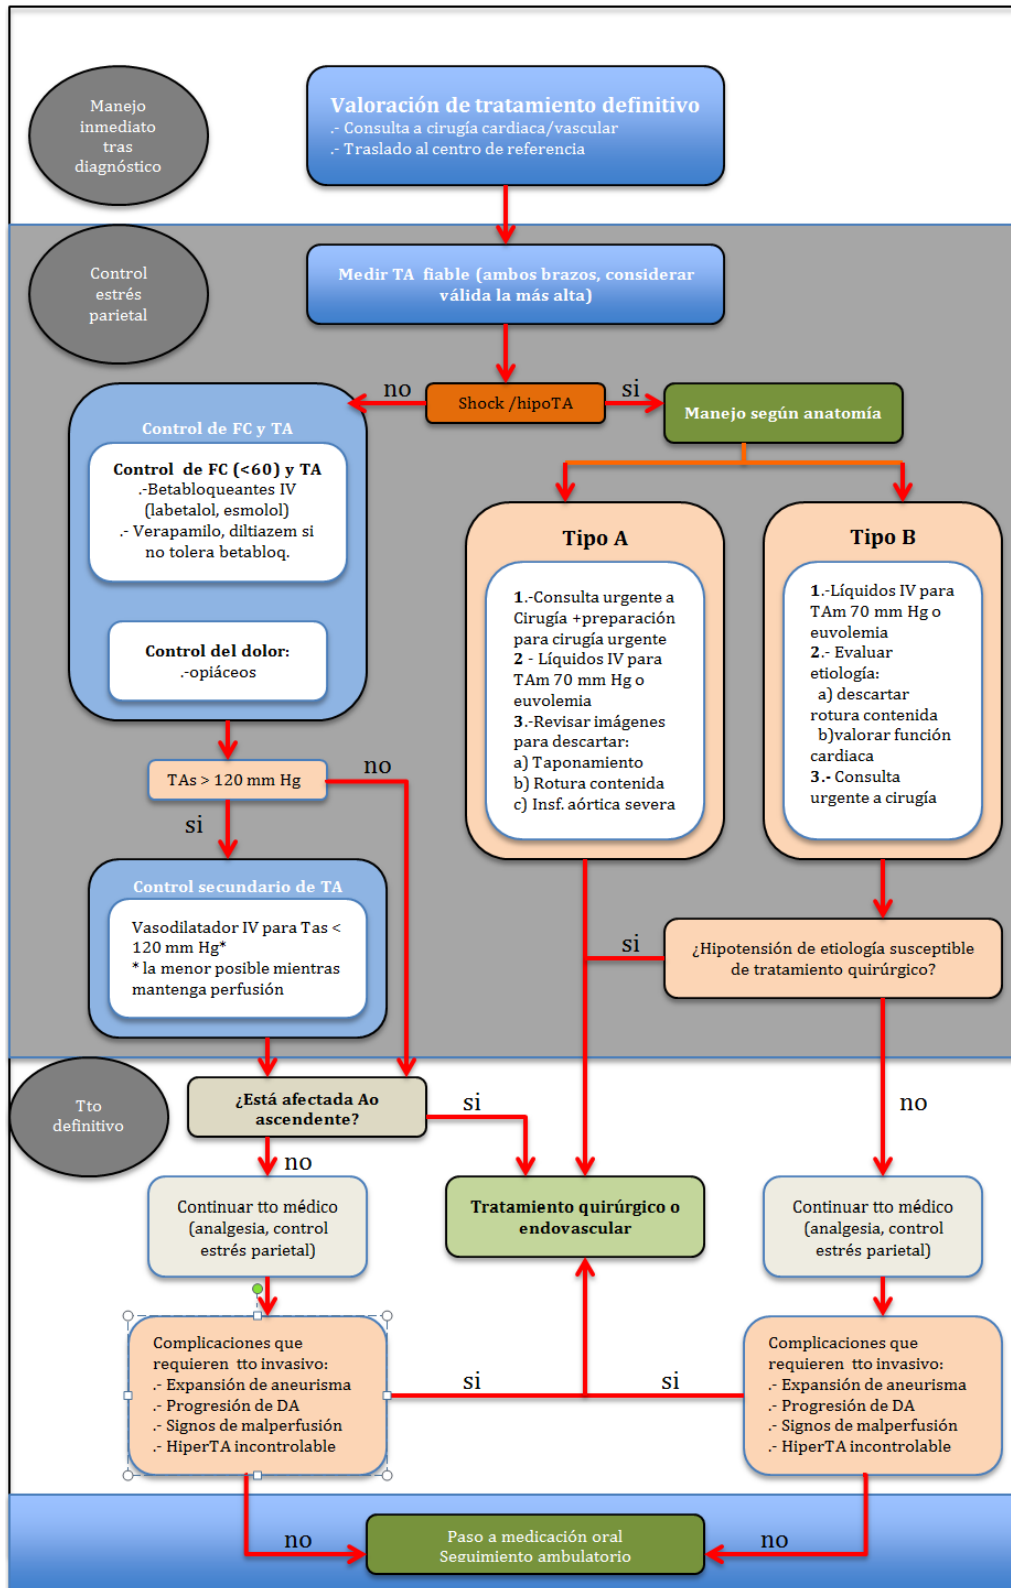 Manejo
inmediato
tras
diagnóstico
Valoración de tratamiento definitivo
.- Consulta a cirugía cardiaca/vascular
.- Traslado al centro de referencia
Control
estrés
parietal
Medir TA fiable (ambos brazos, considerar
válida la más alta)
no
Shock /hipoTA
si
Manejo según anatomía
Control de FC y TA
Control de FC (<60) y TA
.-Betabloqueantes IV
(labetalol, esmolol)
.- Verapamilo, diltiazem si
no tolera betabloq.
Control del dolor:
.-opiáceos
Tipo A
1.-Consulta urgente a
Cirugía +preparación
para cirugía urgente
2 - Líquidos IV para
TAm 70 mm Hg o
euvolemia
3.-Revisar imágenes
para descartar:
a) Taponamiento
b) Rotura contenida
c) Insf. aórtica severa
Tipo B
1.-Líquidos IV para
TAm 70 mm Hg o
euvolemia
2.- Evaluar
etiología:
a) descartar
rotura contenida
b)valorar función
cardiaca
3.- Consulta
urgente a cirugía
TAs > 120 mm Hg
no
si
Control secundario de TA
Vasodilatador IV para Tas <
120 mm Hg*
* la menor posible mientras
mantenga perfusión
si
¿Hipotensión de etiología susceptible
de tratamiento quirúrgico?
Tto
definitivo
¿Está afectada Ao
ascendente?
si
no
no
Continuar tto médico
(analgesia, control
estrés parietal)
Tratamiento quirúrgico o
endovascular
Continuar tto médico
(analgesia, control
estrés parietal)
Complicaciones que
requieren tto invasivo:
.- Expansión de aneurisma
.- Progresión de DA
.- Signos de malperfusión
.- HiperTA incontrolable
si
si
Complicaciones que
requieren tto invasivo:
.- Expansión de aneurisma
.- Progresión de DA
.- Signos de malperfusión
.- HiperTA incontrolable
no
Paso a medicación oral
Seguimiento ambulatorio
no